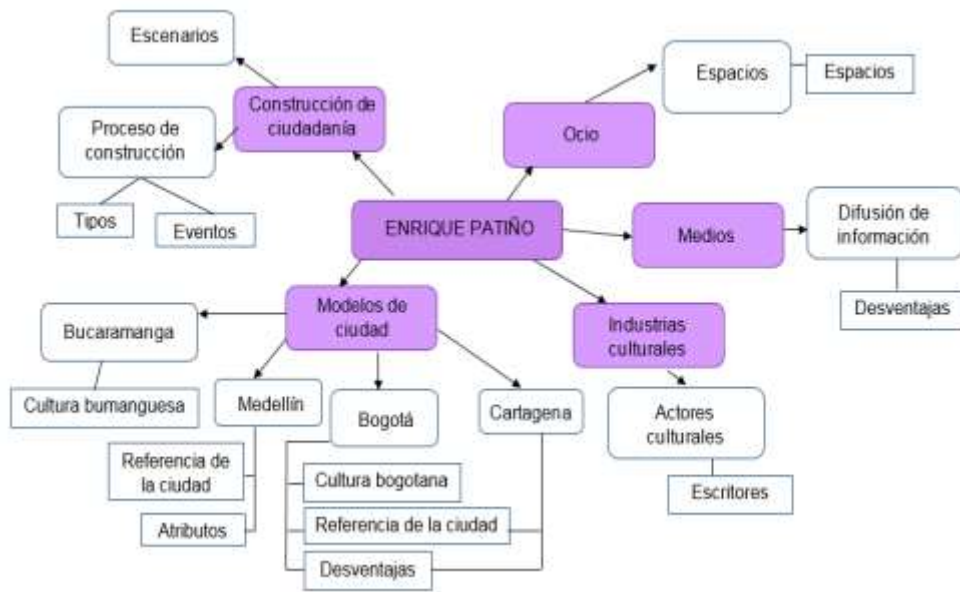 Escenarios
Construcción de
ciudadanía
Proceso de
construcción
Tipos
Eventos
Espacios
Espacios
Ocio
ENRIQUE PATIÑO
Medios
Difusión de
información
Desventajas
Modelos de
ciudad
Industrias
culturales
Bucaramanga
Cultura bumanguesa
Medellín
Bogotá
Cartagena
Actores
culturales
Referencia de
la ciudad
Atributos
Cultura bogotana
Referencia de la ciudad
Desventajas
Escritores